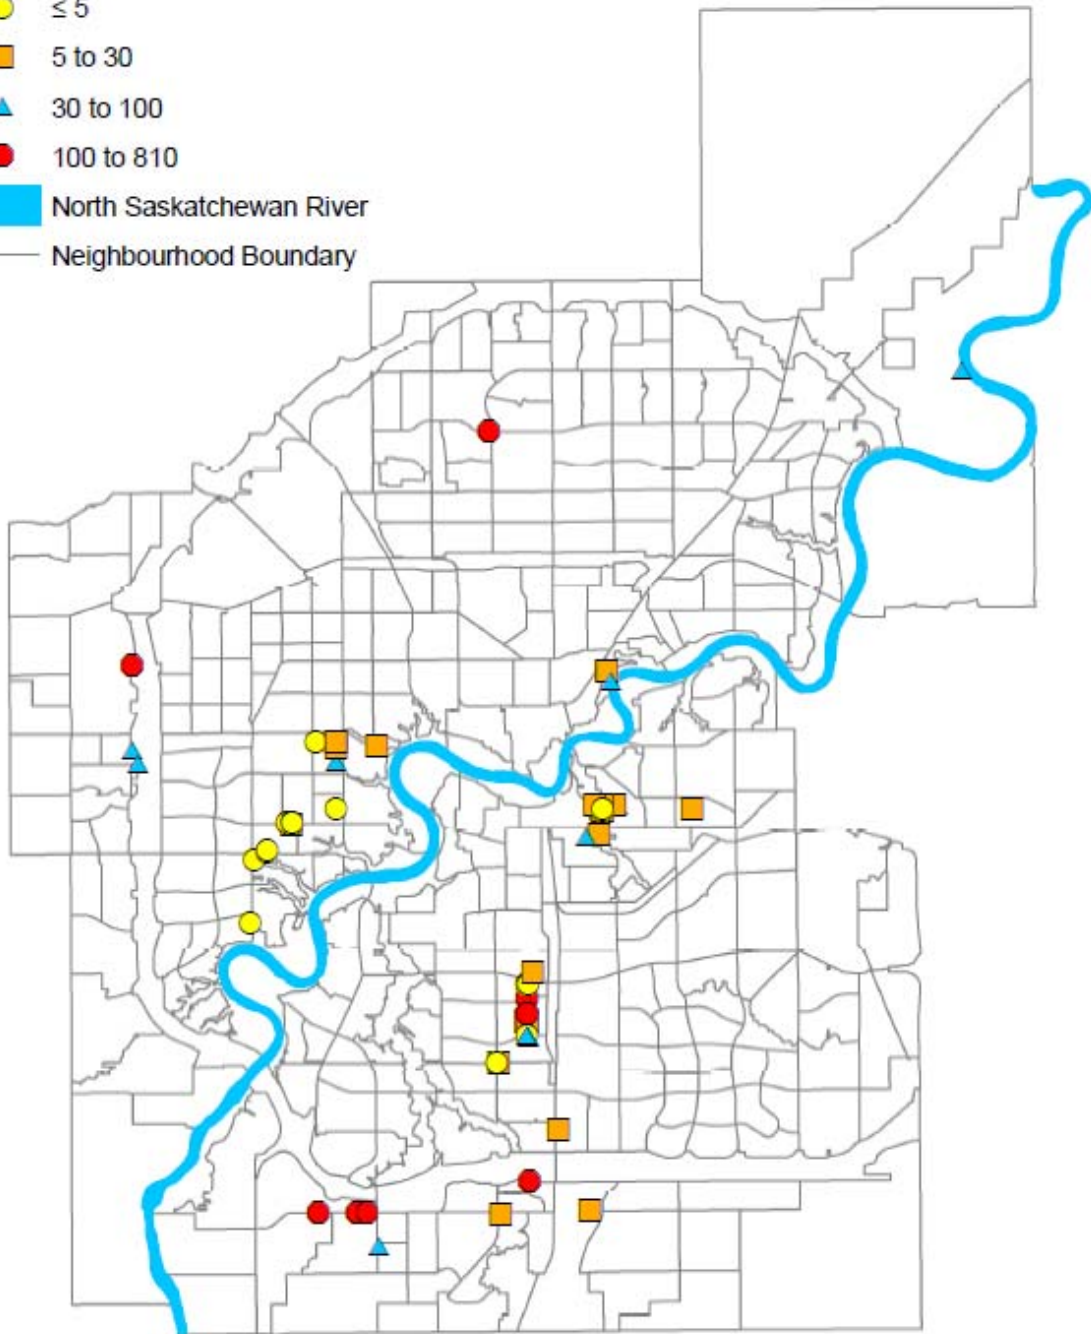 ≤ 5
5 to 30
30 to 100
100 to 810
North Saskatchewan River
Neighbourhood Boundary